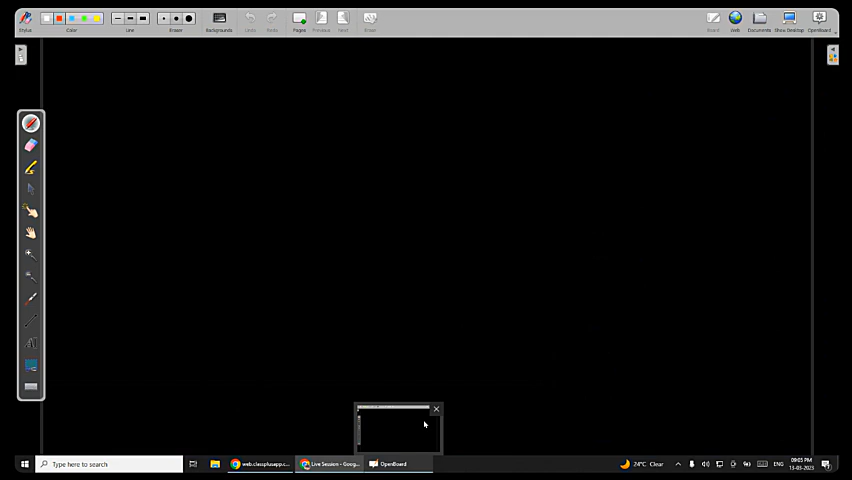 Stylus
Color
Line
Eraser
Backgrounds
Undo
Redo
Pages
Previous
Next
Erase
Board
Web
Documents
Show Desktop
OpenBoard
Type here to search
web.classplusapp.c...
Live Session - Goog...
OpenBoard
24°C Clear
ENG
09:05 PM
13-03-2023